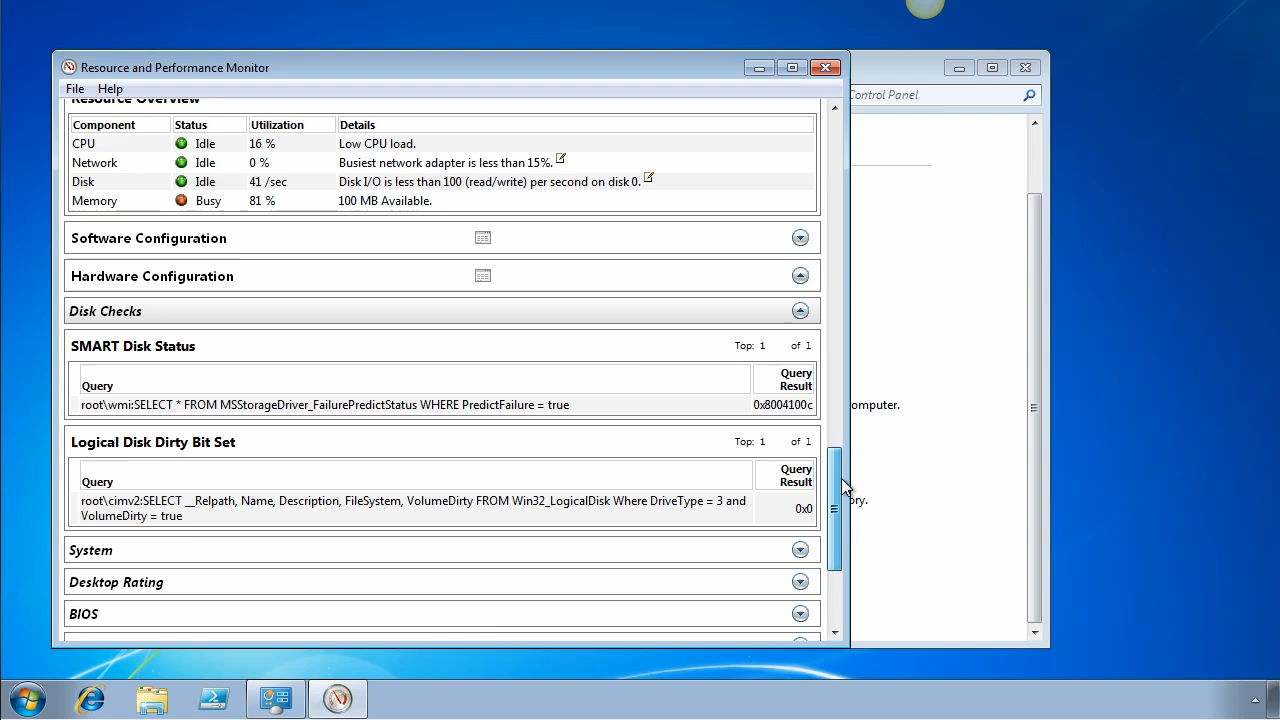 Resource and Performance Monitor
File Help
Control Panel
Resource Overview
Component Status Utilization Details
CPU Idle 16 % Low CPU load.
Network Idle 0 % Busiest network adapter is less than 15%.
Disk Idle 41 /sec Disk I/O is less than 100 (read/write) per second on disk 0.
Memory Busy 81 % 100 MB Available.
Software Configuration
Hardware Configuration
Disk Checks
SMART Disk Status Top: 1 of 1
Query Query Result
root\wmi:SELECT * FROM MSStorageDriver_FailurePredictStatus WHERE PredictFailure = true 0x8004100c
omputer.
Logical Disk Dirty Bit Set Top: 1 of 1
Query Query Result
root\cimv2:SELECT __Relpath, Name, Description, FileSystem, VolumeDirty FROM Win32_LogicalDisk Where DriveType = 3 and
VolumeDirty = true 0x0
ory.
System
Desktop Rating
BIOS